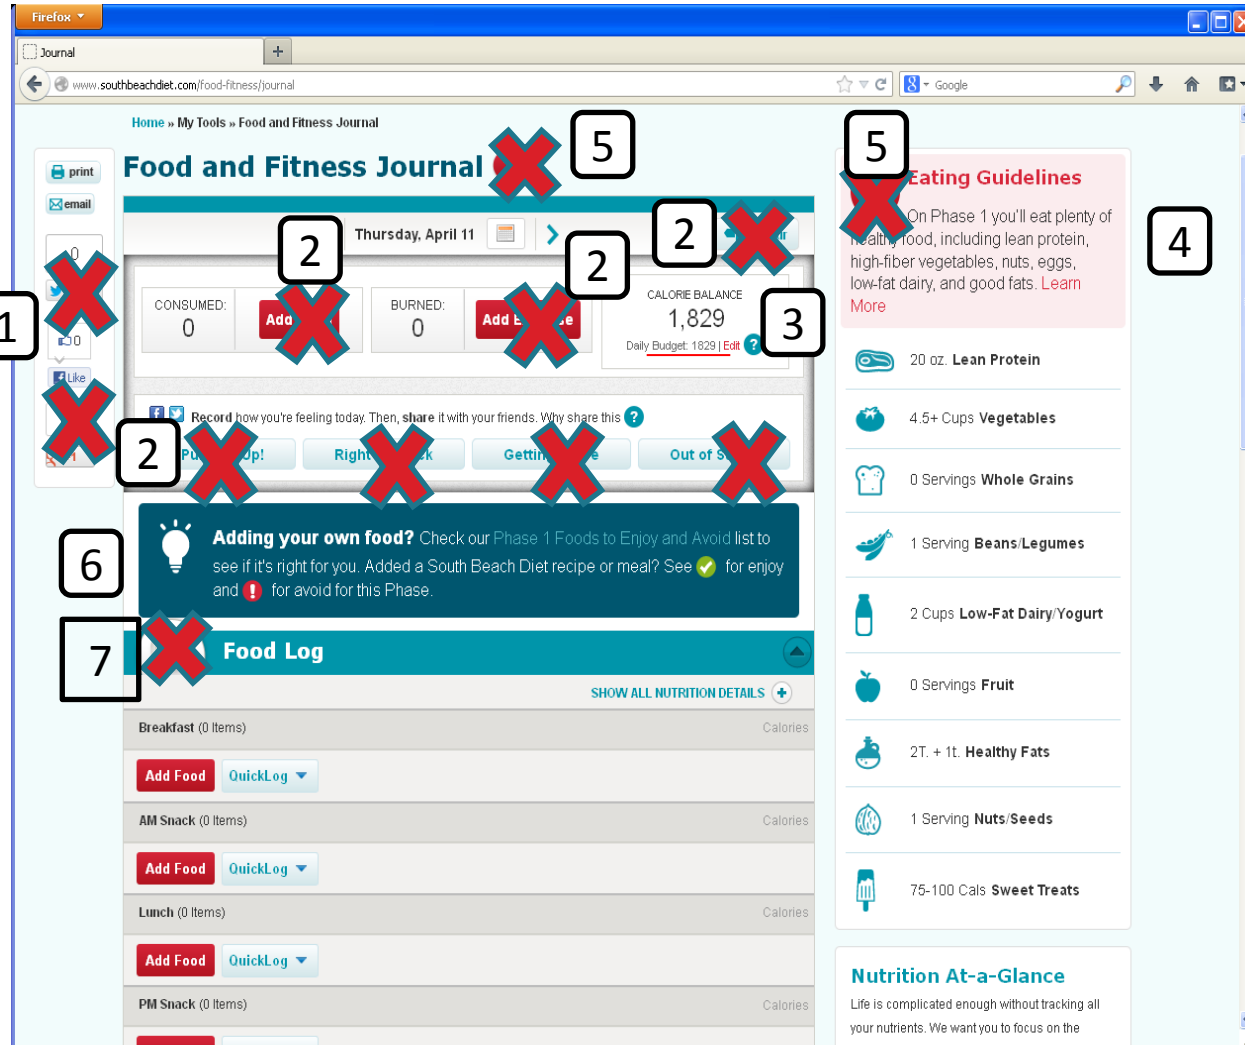 Firefox
Journal
www.southbeachdiet.com/food-fitness/journal
Google
Home » My Tools » Food and Fitness Journal
5
5
print
Food and Fitness Journal
Eating Guidelines
email
On Phase 1 you'll eat plenty of
healthy food, including lean protein,
high-fiber vegetables, nuts, eggs,
low-fat dairy, and good fats. Learn
More
4
2
Thursday, April 11
2
2
0
1
CONSUMED:
0
Add
BURNED:
0
Add
CALORIE BALANCE
1,829
Daily Budget: 1829 | Edit ?
3
0
Like
Record how you're feeling today. Then, share it with your friends. Why share this ?
2
Up!
Right
Out of
20 oz. Lean Protein
4.5+ Cups Vegetables
0 Servings Whole Grains
1 Serving Beans/Legumes
2 Cups Low-Fat Dairy/Yogurt
0 Servings Fruit
2T. + 1t. Healthy Fats
1 Serving Nuts/Seeds
75-100 Cals Sweet Treats
6
Adding your own food? Check our Phase 1 Foods to Enjoy and Avoid list to
see if it's right for you. Added a South Beach Diet recipe or meal? See for enjoy
and ! for avoid for this Phase.
7
Food Log
SHOW ALL NUTRITION DETAILS +
Breakfast (0 Items) Calories
Add Food QuickLog
AM Snack (0 Items) Calories
Add Food QuickLog
Lunch (0 Items) Calories
Add Food QuickLog
PM Snack (0 Items) Calories
Nutrition At-a-Glance
Life is complicated enough without tracking all
your nutrients. We want you to focus on the